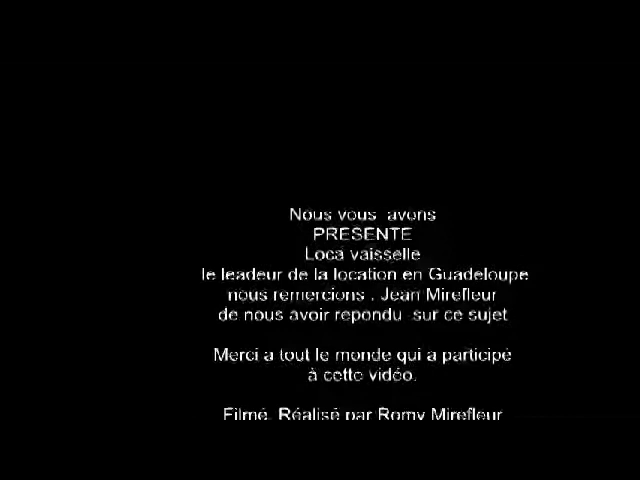 Nous vous avons
PRESENTE
Loca vaisselle
le leadeur de la location en Guadeloupe
nous remercions . Jean Mirefleur
de nous avoir repondu sur ce sujet
Merci a tout le monde qui a participé
à cette vidéo.
Filmé. Réalisé par Romy Mirefleur